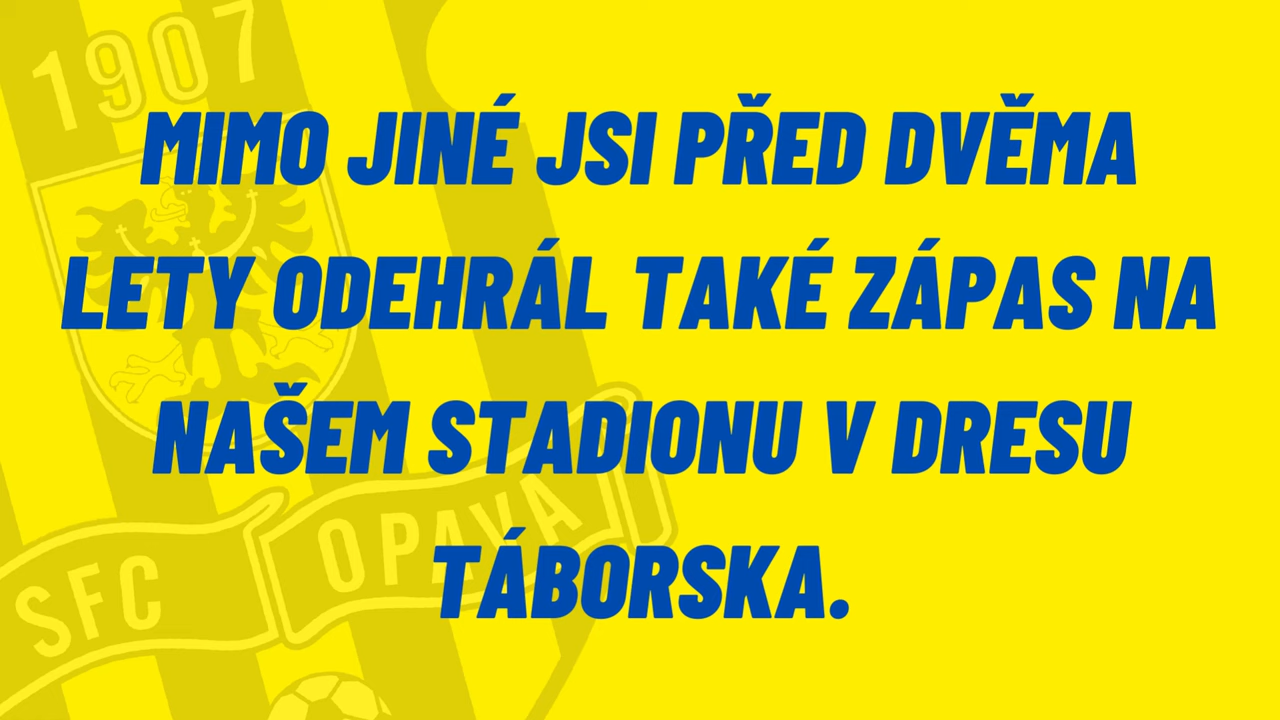 1907
MIMO JINÉ JSI PŘED DVĚMA
LETY ODEHRÁL TAKÉ ZÁPAS NA
NAŠEM STADIONU V DRESU
TÁBORSKA.
SFC OPAVA